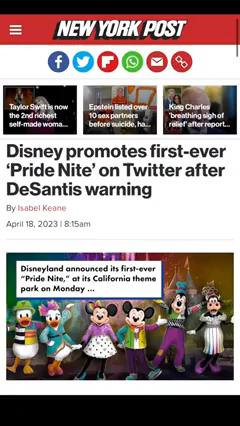 NEW YORK POST
Taylor Swift is now
the 2nd richest
self-made woma...
Epstein listed over
10 sex partners
before suicide, ha...
King Charles
'breathing sigh of
relief' after report...
Disney promotes first-ever
‘Pride Nite’ on Twitter after
DeSantis warning
By Isabel Keane
April 18, 2023 | 8:15am
Disneyland announced its first-ever
“Pride Nite,” at its California theme
park on Monday ...